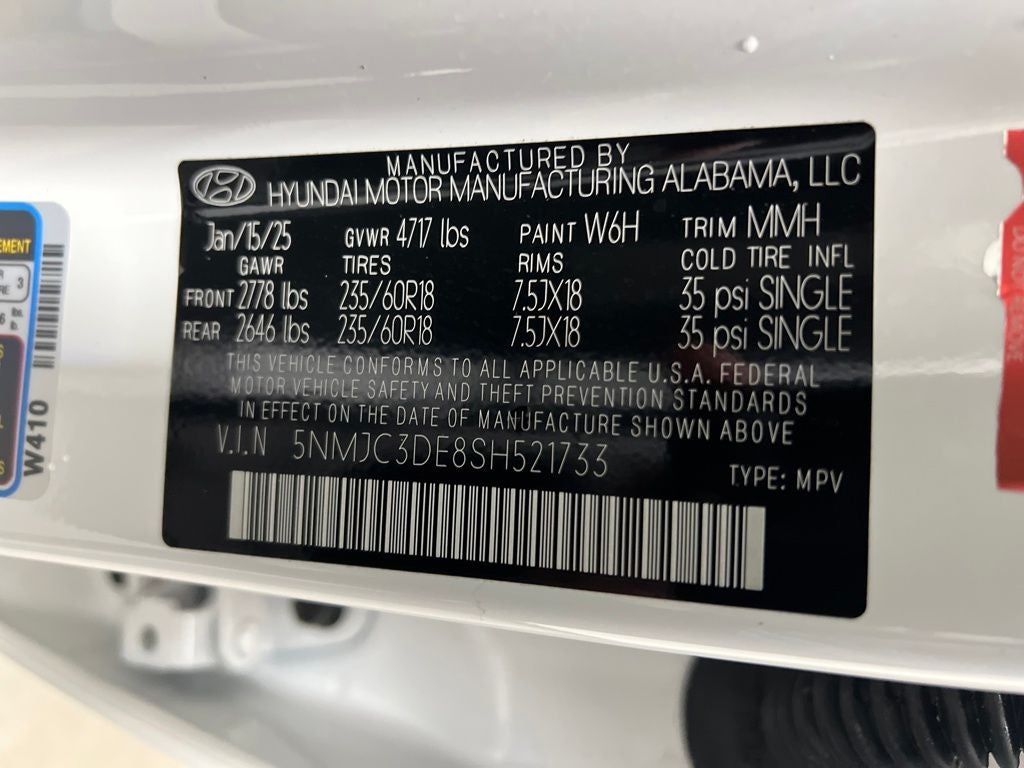 MANUFACTURED BY
HYUNDAI MOTOR MANUFACTURING ALABAMA, LLC
Jan/15/25 GVWR 4717 lbs PAINT W6H TRIM MMH
GAWR TIRES RIMS COLD TIRE INFL
FRONT 2778 lbs 235/60R18 7.5JX18 35 psi SINGLE
REAR 2646 lbs 235/60R18 7.5JX18 35 psi SINGLE
THIS VEHICLE CONFORMS TO ALL APPLICABLE U.S.A. FEDERAL
MOTOR VEHICLE SAFETY AND THEFT PREVENTION STANDARDS
IN EFFECT ON THE DATE OF MANUFACTURE SHOWN ABOVE
V.I.N 5NMJC3DE8SH521733
TYPE: MPV
W410
3